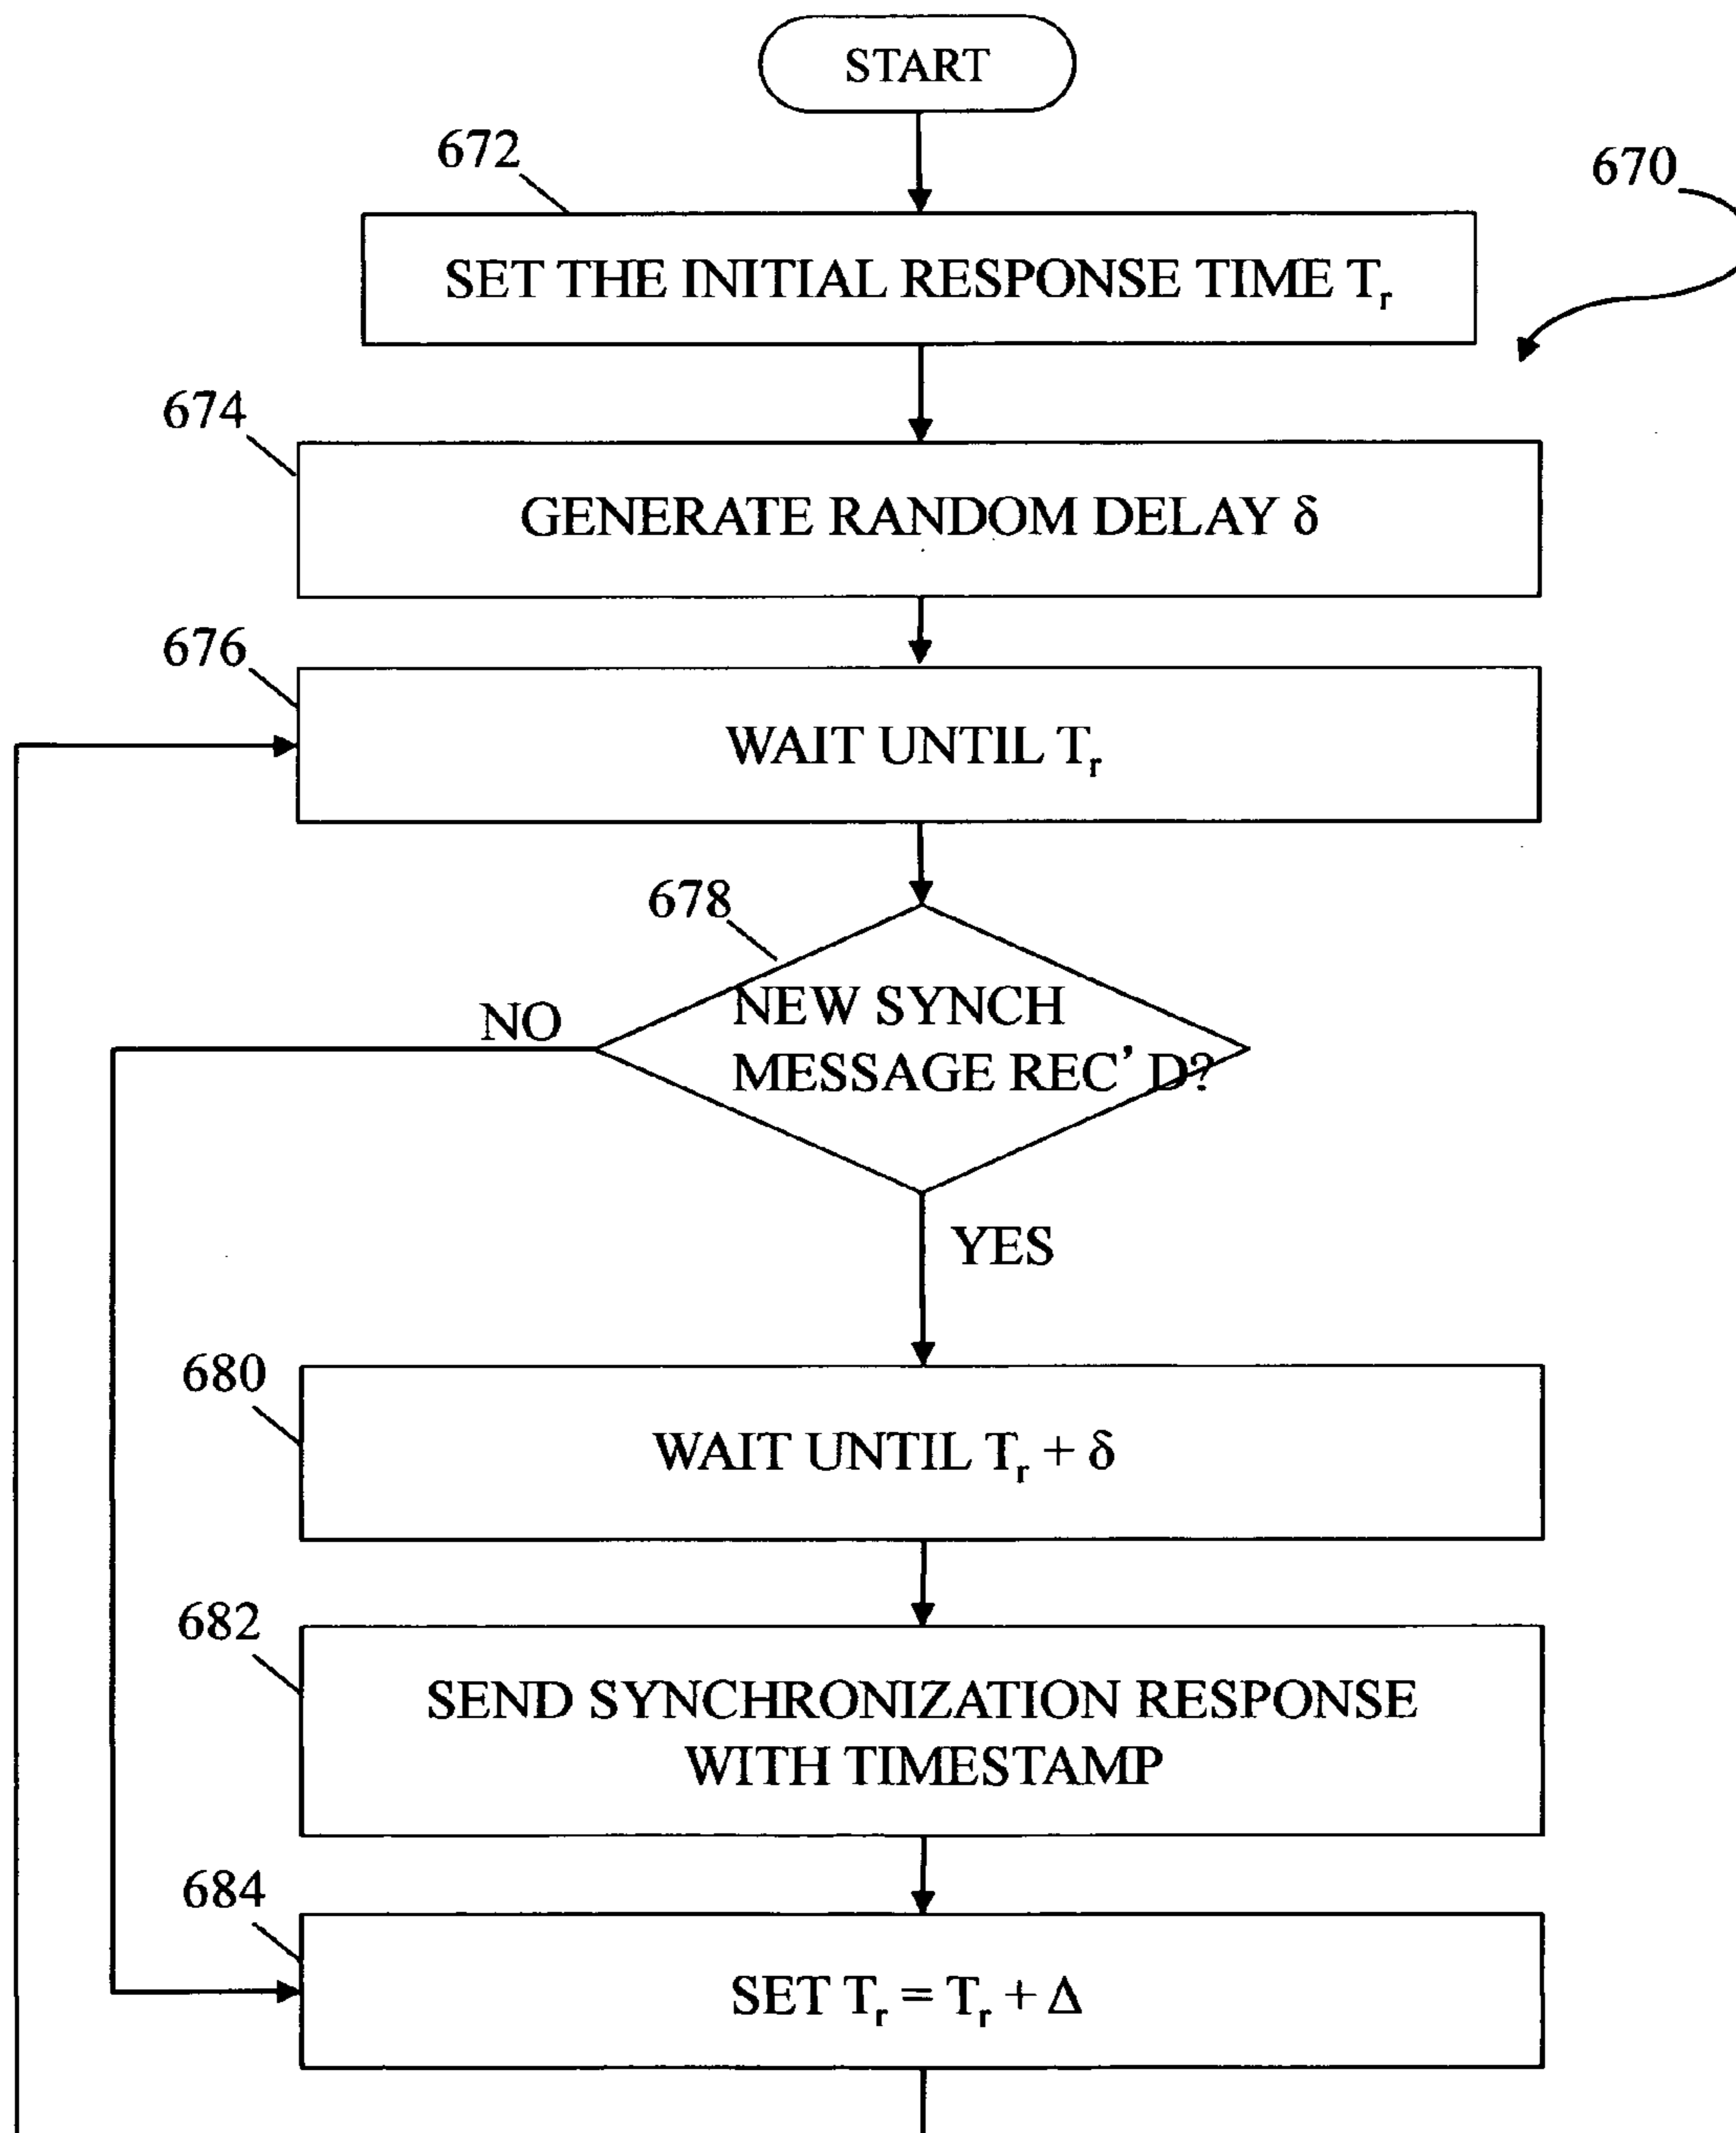 START
672
670
SET THE INITIAL RESPONSE TIME Tr
674
GENERATE RANDOM DELAY δ
676
WAIT UNTIL Tr
678
NEW SYNCH
MESSAGE REC' D?
NO
YES
680
WAIT UNTIL Tr + δ
682
SEND SYNCHRONIZATION RESPONSE
WITH TIMESTAMP
684
SET Tr = Tr + Δ